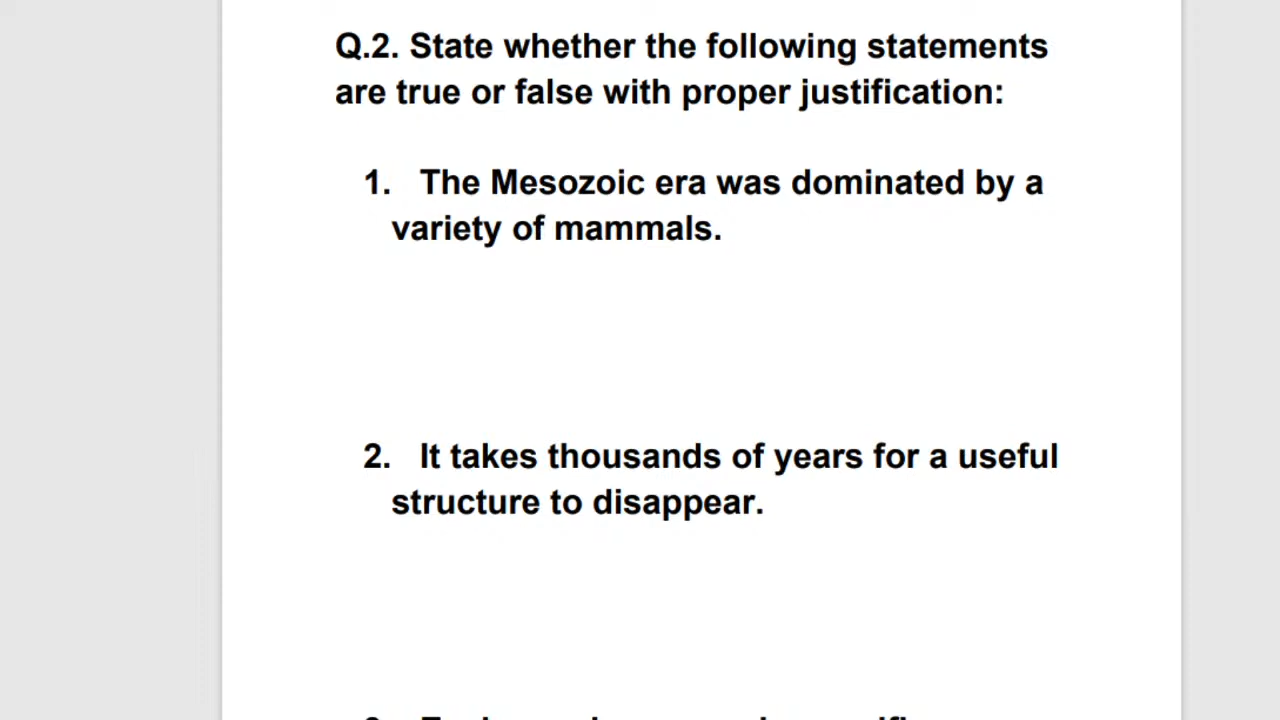 Q.2. State whether the following statements
are true or false with proper justification:
1. The Mesozoic era was dominated by a
variety of mammals.
2. It takes thousands of years for a useful
structure to disappear.